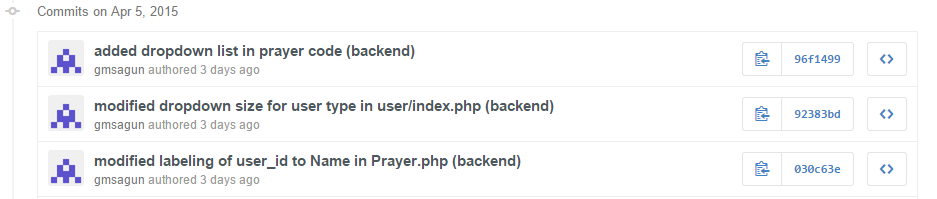 Commits on Apr 5, 2015
added dropdown list in prayer code (backend)
gmsagun authored 3 days ago
96f1499
modified dropdown size for user type in user/index.php (backend)
gmsagun authored 3 days ago
92383bd
modified labeling of user_id to Name in Prayer.php (backend)
gmsagun authored 3 days ago
030c63e